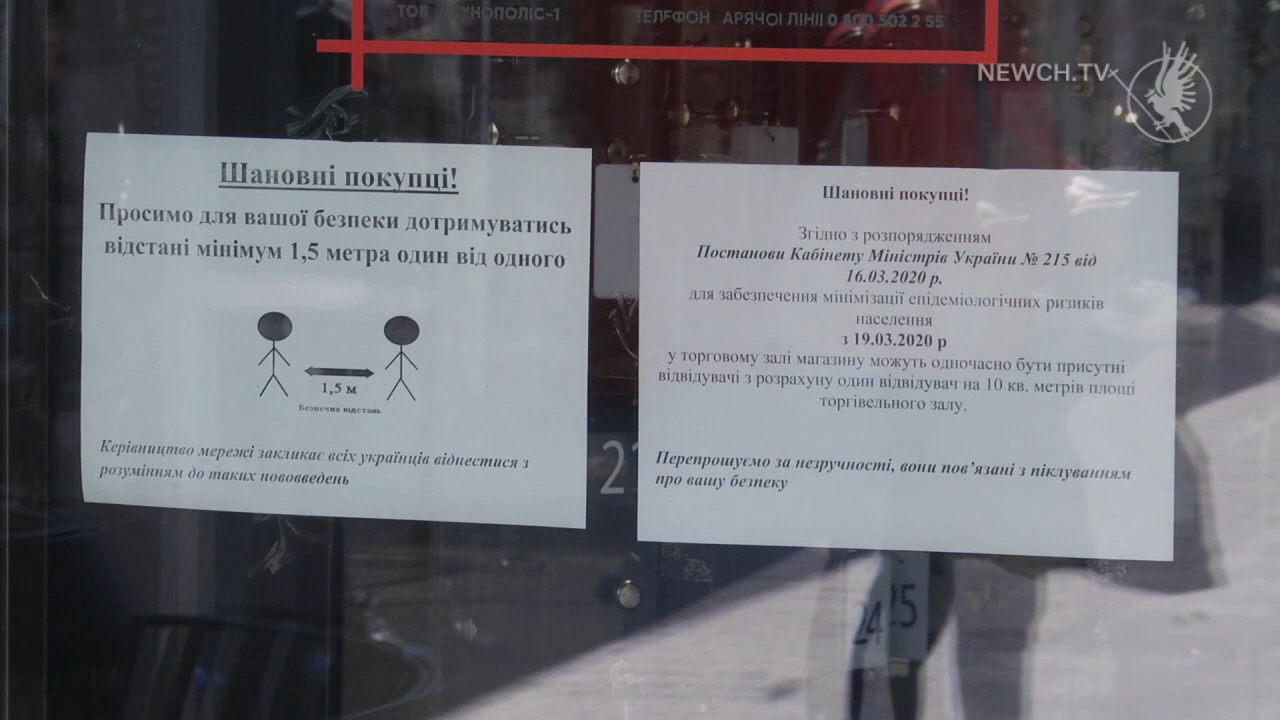 ТОВ
ТЕЛЕФОН АРЯЧОЇ ЛІНІЇ 0 800 502 2 55
NEWCH.TV
Шановні покупці!
Просимо для вашої безпеки дотримуватись
відстані мінімум 1,5 метра один від одного
1,5 м
Безпечна відстань
Керівництво мережі закликає всіх українців віднестися з
розумінням до таких нововведень
Шановні покупці!
Згідно з розпорядженням
Постанови Кабінету Міністрів України № 215 від
16.03.2020 р.
для забезпечення мінімізації епідеміологічних ризиків
населення
з 19.03.2020 р
у торговому залі магазину можуть одночасно бути присутні
відвідувачі з розрахунку один відвідувач на 10 кв. метрів площі
торгівельного залу.
Перепрошуємо за незручності, вони пов’язані з піклуванням
про вашу безпеку
24
25